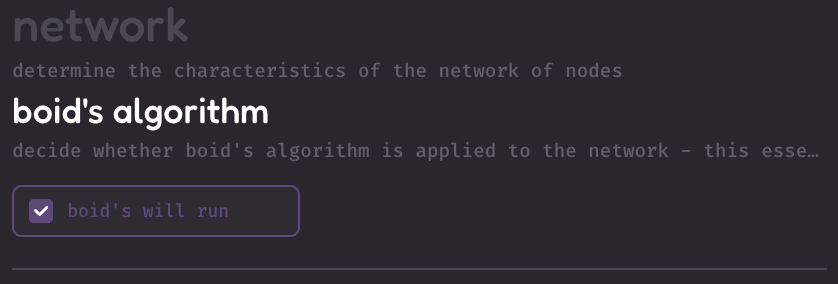 network
determine the characteristics of the network of nodes
boid's algorithm
decide whether boid's algorithm is applied to the network - this esse…
boid's will run